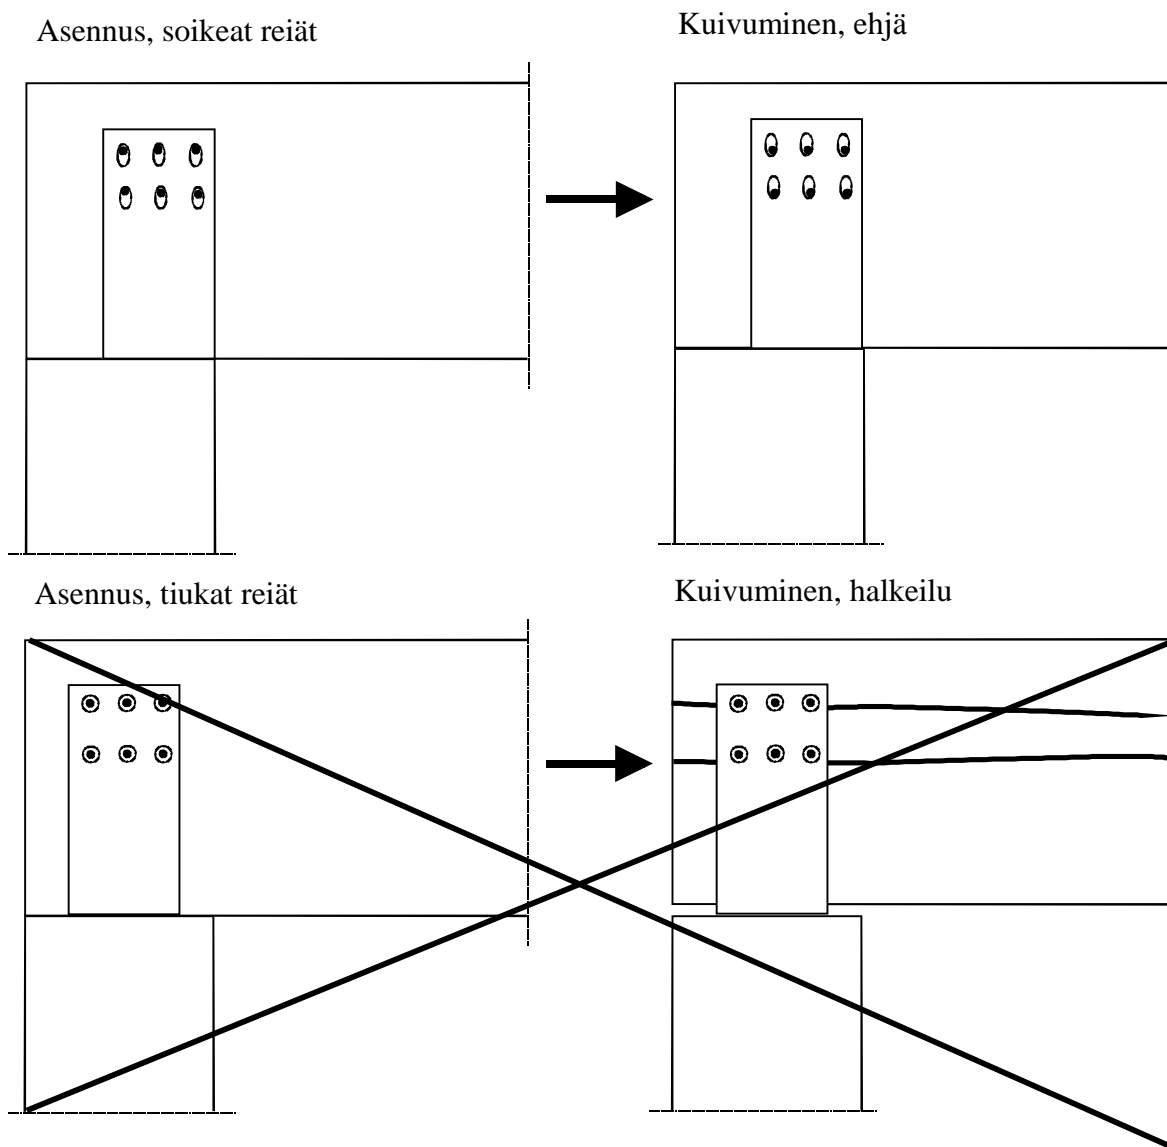 Asennus, soikeat reiät
Kuivuminen, ehjä
Asennus, tiukat reiät
Kuivuminen, halkeilu